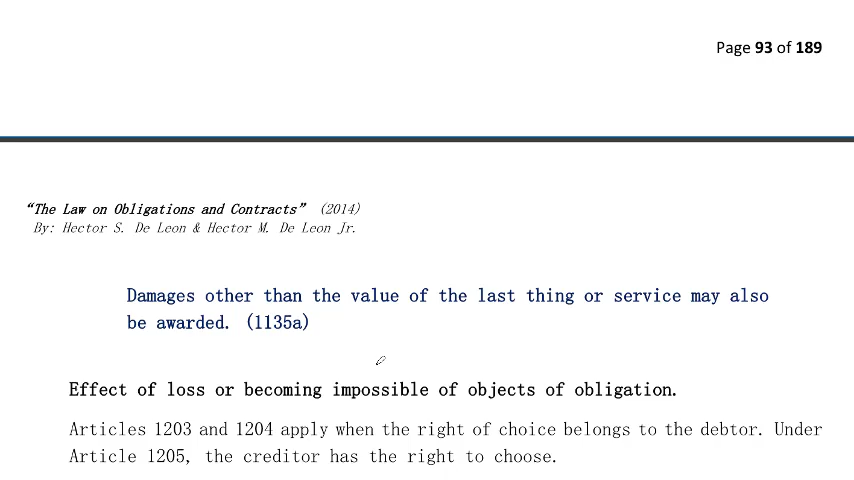 Page 93 of 189
“The Law on Obligations and Contracts” (2014)
By: Hector S. De Leon & Hector M. De Leon Jr.
Damages other than the value of the last thing or service may also
be awarded. (1135a)
Effect of loss or becoming impossible of objects of obligation.
Articles 1203 and 1204 apply when the right of choice belongs to the debtor. Under
Article 1205, the creditor has the right to choose.